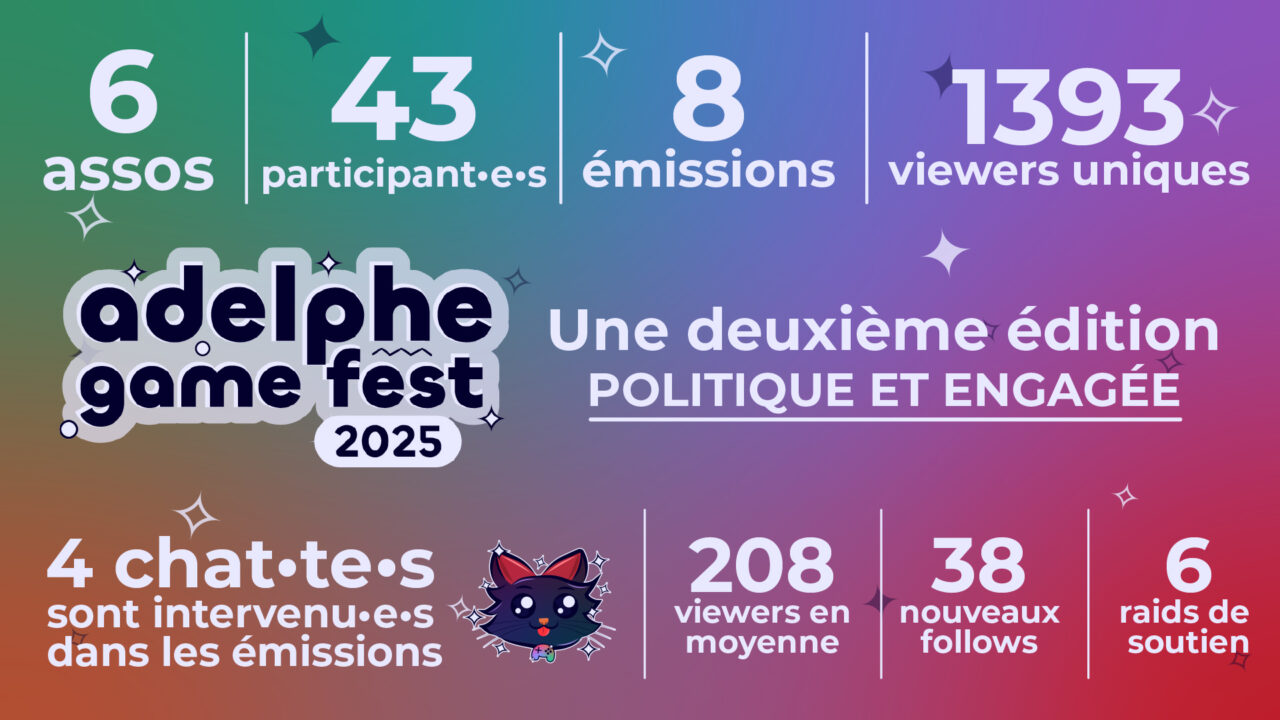 6
assos
43
participant•e•s
8
émissions
1393
viewers uniques
adelphe
game fest
2025
Une deuxième édition
POLITIQUE ET ENGAGÉE
4 chat•te•s
sont intervenu•e•s
dans les émissions
208
viewers en
moyenne
38
nouveaux
follows
6
raids de
soutien